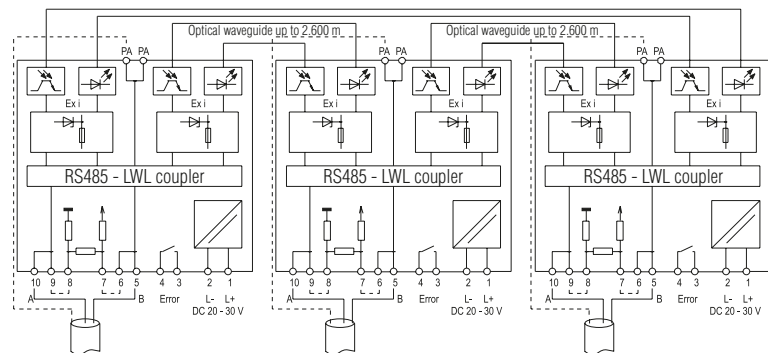 Optical waveguide up to 2,600 m
Optical waveguide up to 2,600 m
PA PA
PA PA
PA PA
Ex i
Ex i
Ex i
Ex i
Ex i
Ex i
RS485 - LWL coupler
RS485 - LWL coupler
RS485 - LWL coupler
10 9 8 7 6 5 4 3 2 1
10 9 8 7 6 5 4 3 2 1
10 9 8 7 6 5 4 3 2 1
A B Error L- L+
A B Error L- L+
A B Error L- L+
DC 20 - 30 V
DC 20 - 30 V
DC 20 - 30 V